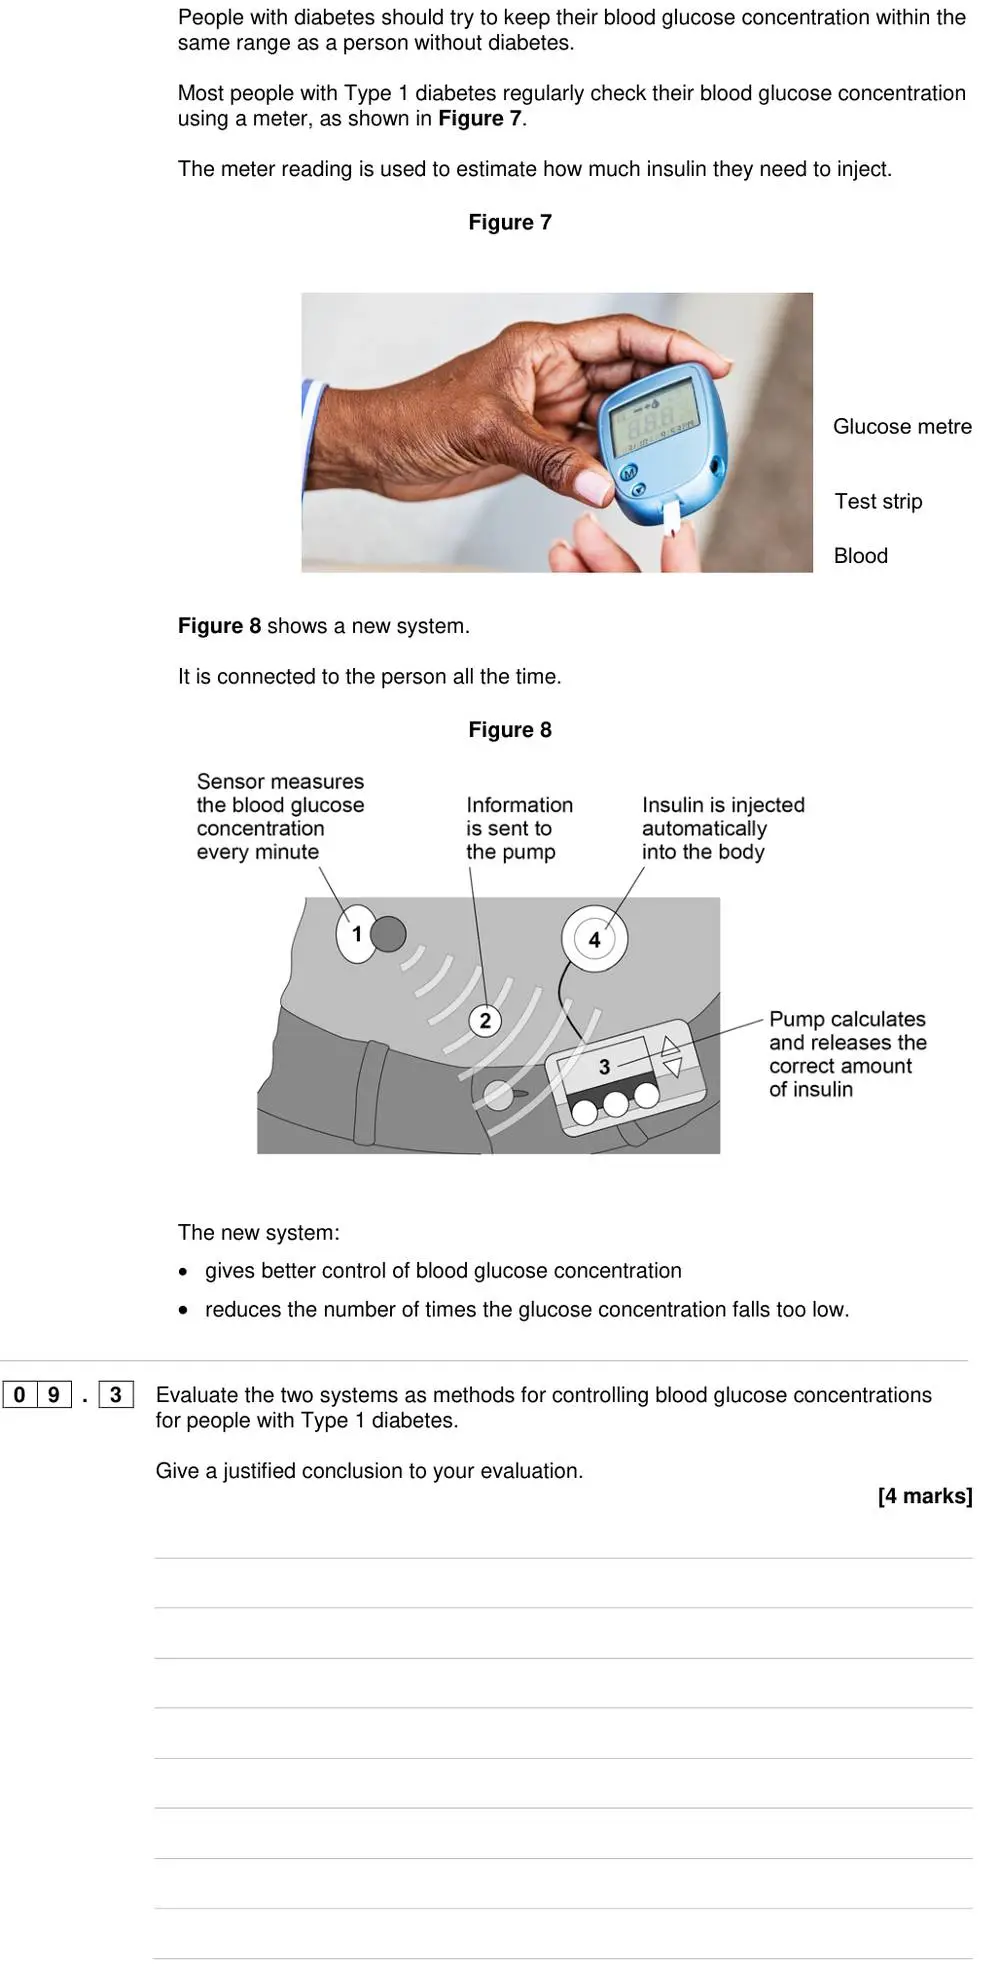 People with diabetes should try to keep their blood glucose concentration within the
same range as a person without diabetes.
Most people with Type 1 diabetes regularly check their blood glucose concentration
using a meter, as shown in Figure 7.
The meter reading is used to estimate how much insulin they need to inject.
Figure 7
M
Glucose metre
Test strip
Blood
Figure 8 shows a new system.
It is connected to the person all the time.
Figure 8
Sensor measures
the blood glucose
concentration
every minute
Information
is sent to
the pump
Insulin is injected
automatically
into the body
1
4
2
3
Pump calculates
and releases the
correct amount
of insulin
The new system:
• gives better control of blood glucose concentration
• reduces the number of times the glucose concentration falls too low.
0 9 . 3 Evaluate the two systems as methods for controlling blood glucose concentrations
for people with Type 1 diabetes.
Give a justified conclusion to your evaluation.
[4 marks]